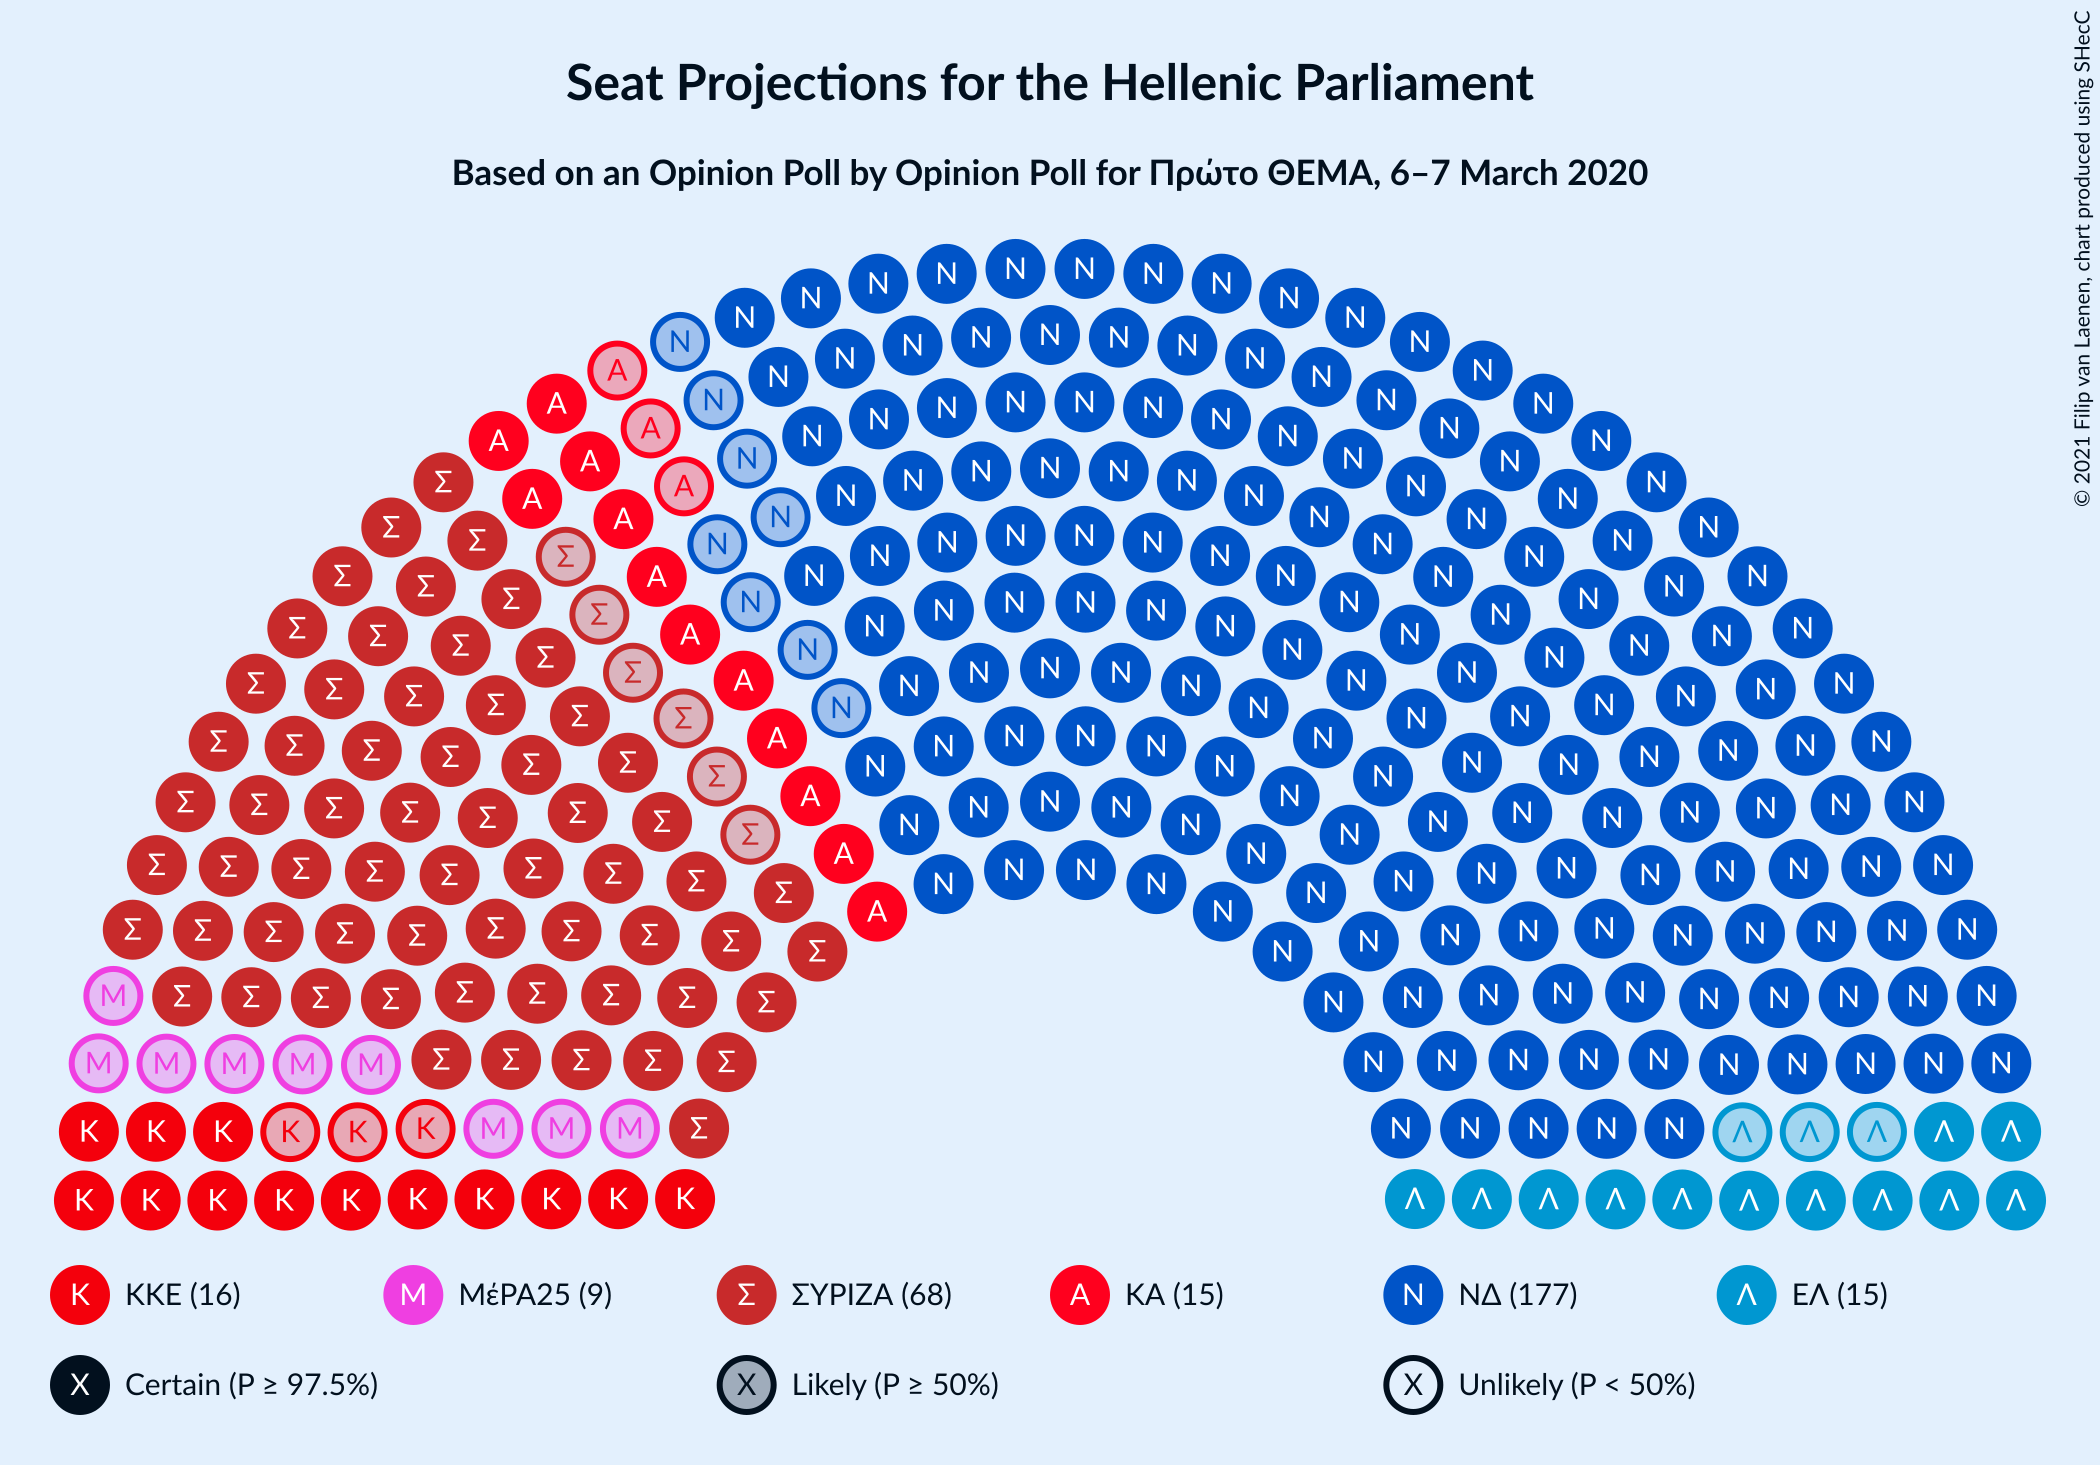 Seat Projections for the Hellenic Parliament
Based on an Opinion Poll by Opinion Poll for Πρώτο ΘΕΜΑ, 6–7 March 2020
© 2021 Filip van Laenen, chart produced using SHecC
Κ ΚΚΕ (16) Μ ΜέΡΑ25 (9) Σ ΣΥΡΙΖΑ (68) Α ΚΑ (15) Ν ΝΔ (177) Λ ΕΛ (15)
X Certain (P ≥ 97.5%) X Likely (P ≥ 50%) X Unlikely (P < 50%)